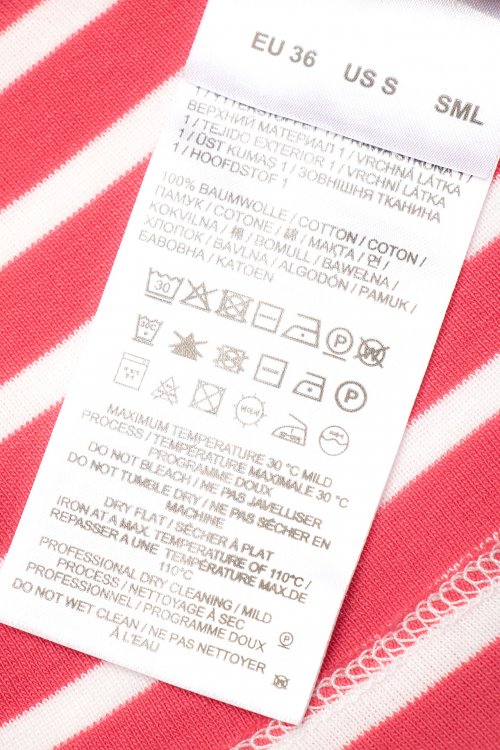 EU 36 US S SML
ВЕРХНИЙ МАТЕРИАЛ 1 / VRCHNÁ LÁTKA
1 / TEJIDO EXTERIOR 1 / VRCHNÍ LÁTKA
1 / ÜST KUMAŞ 1 / ЗОВНІШНЯ ТКАНИНА
1 / HOOFDSTOF 1
100% BAUMWOLLE / COTTON / COTON /
ПАМУК / COTONE / 綿 / МАКТА / 면 /
KOKVILNA / 棉 / BOMULL / BAWEŁNA /
ХЛОПОК / BAVLNA / ALGODÓN / PAMUK /
БАВОВНА / KATOEN
30
P
MAXIMUM TEMPERATURE 30 °C MILD
PROCESS / TEMPÉRATURE MAXIMALE 30 °C
PROGRAMME DOUX
DO NOT BLEACH / NE PAS JAVELLISER
DO NOT TUMBLE DRY / NE PAS SÉCHER EN
MACHINE
DRY FLAT / SÉCHER À PLAT
IRON AT A MAX. TEMPERATURE OF 110°C /
REPASSER A UNE TEMPÉRATURE MAX.DE
110°C
PROFESSIONAL DRY CLEANING / MILD
PROCESS / NETTOYAGE À SEC
PROFESSIONNEL / PROGRAMME DOUX P
DO NOT WET CLEAN / NE PAS NETTOYER
À L'EAU